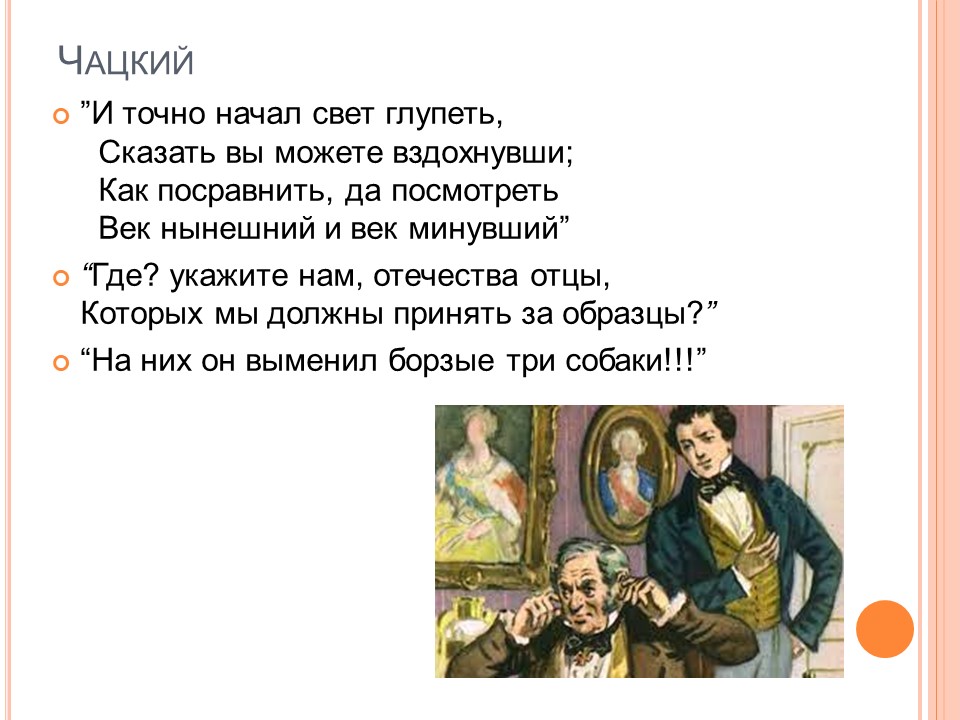 Чацкий
”И точно начал свет глупеть,
Сказать вы можете вздохнувши;
Как посравнить, да посмотреть
Век нынешний и век минувший”
“Где? укажите нам, отечества отцы,
Которых мы должны принять за образцы?”
“На них он выменил борзые три собаки!!!”